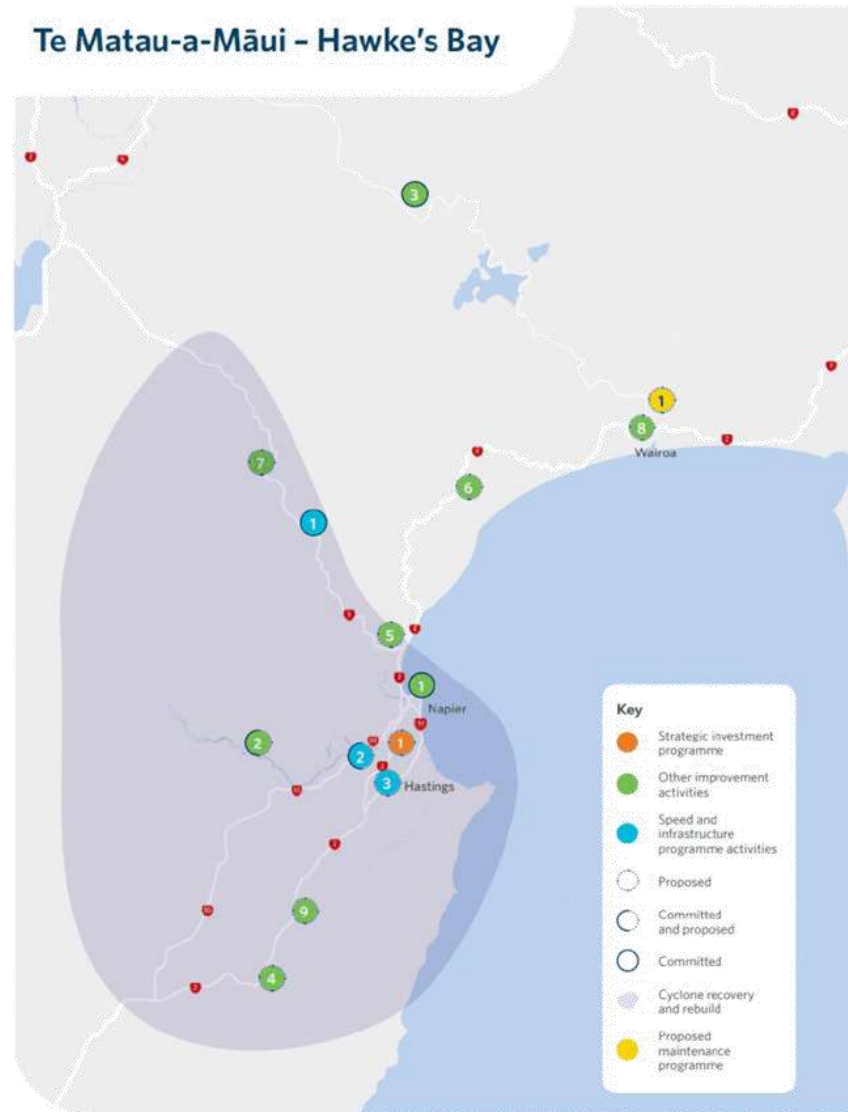 Te Matau-a-Māui – Hawke's Bay
3
1
8
Wairoa
7
6
1
5
1
Napier
2
1
2
3
Hastings
9
4
Key
Strategic investment
programme
Other improvement
activities
Speed and
infrastructure
programme activities
Proposed
Committed
and proposed
Committed
Cyclone recovery
and rebuild
Proposed
maintenance
programme